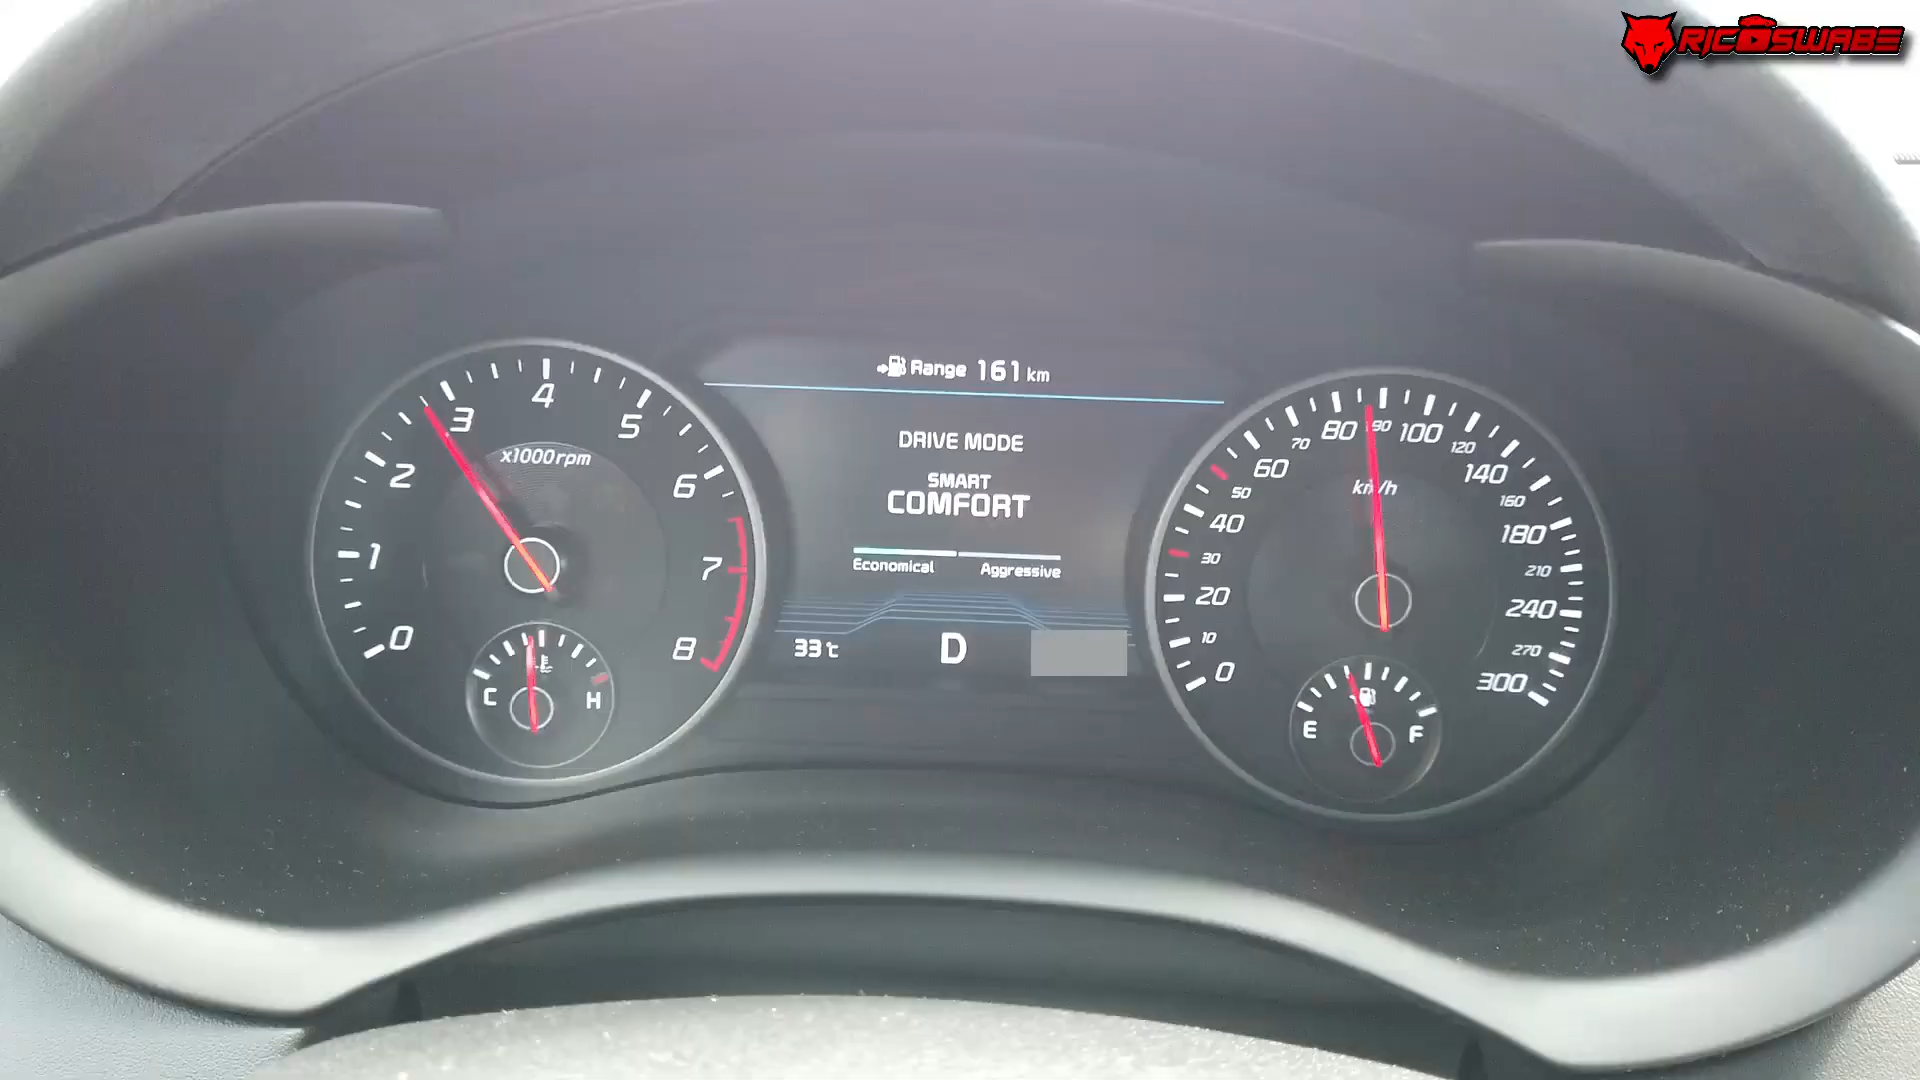 RICOSWABE
Range 161 km
DRIVE MODE
SMART
COMFORT
Economical Aggressive
33℃ D
0 1 2 3 4 5 6 7 8
x1000rpm
C H
0 10 20 30 40 50 60 70 80 90 100 120 140 160 180 210 240 270 300
km/h
E F